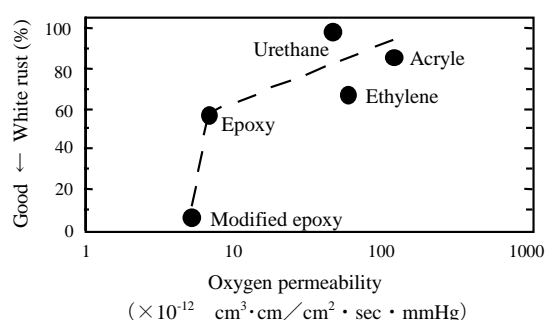 Good ← White rust (%)
100
80
60
40
20
0
Urethane
Acryle
Ethylene
Epoxy
Modified epoxy
1
10
100
1000
Oxygen permeability
(×10⁻¹² cm³·cm/cm²·sec·mmHg)